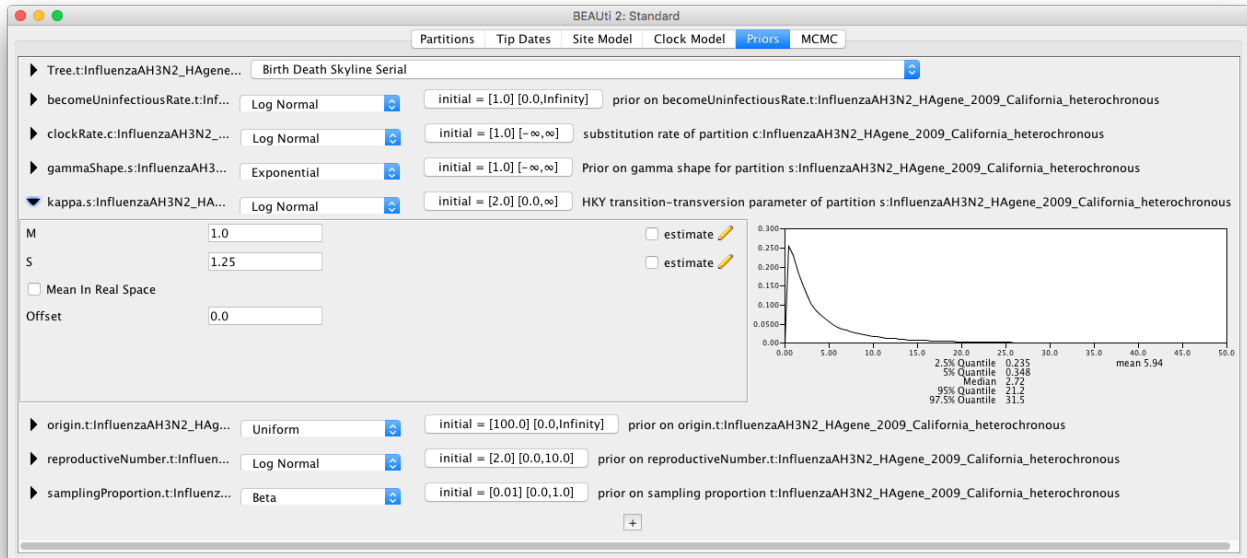 BEAUti 2: Standard
Partitions Tip Dates Site Model Clock Model Priors MCMC
Tree.t:InfluenzaAH3N2_HAgene... Birth Death Skyline Serial
becomeUninfectiousRate.t:Inf... Log Normal initial = [1.0] [0.0,Infinity] prior on becomeUninfectiousRate.t:InfluenzaAH3N2_HAgene_2009_California_heterochronous
clockRate.c:InfluenzaAH3N2_... Log Normal initial = [1.0] [-∞,∞] substitution rate of partition c:InfluenzaAH3N2_HAgene_2009_California_heterochronous
gammaShape.s:InfluenzaAH3... Exponential initial = [1.0] [-∞,∞] Prior on gamma shape for partition s:InfluenzaAH3N2_HAgene_2009_California_heterochronous
kappa.s:InfluenzaAH3N2_HA... Log Normal initial = [2.0] [0.0,∞] HKY transition-transversion parameter of partition s:InfluenzaAH3N2_HAgene_2009_California_heterochronous
M 1.0 estimate
S 1.25 estimate
Mean In Real Space
Offset 0.0
0.300
0.250
0.200
0.150
0.100
0.0500
0.00
0.00 5.00 10.0 15.0 20.0 25.0 30.0 35.0 40.0 45.0 50.0
2.5% Quantile 0.235 mean 5.94
5% Quantile 0.348
Median 2.72
95% Quantile 21.2
97.5% Quantile 31.5
origin.t:InfluenzaAH3N2_HAg... Uniform initial = [100.0] [0.0,Infinity] prior on origin.t:InfluenzaAH3N2_HAgene_2009_California_heterochronous
reproductiveNumber.t:Influen... Log Normal initial = [2.0] [0.0,10.0] prior on reproductiveNumber.t:InfluenzaAH3N2_HAgene_2009_California_heterochronous
samplingProportion.t:Influenz... Beta initial = [0.01] [0.0,1.0] prior on sampling proportion t:InfluenzaAH3N2_HAgene_2009_California_heterochronous
+